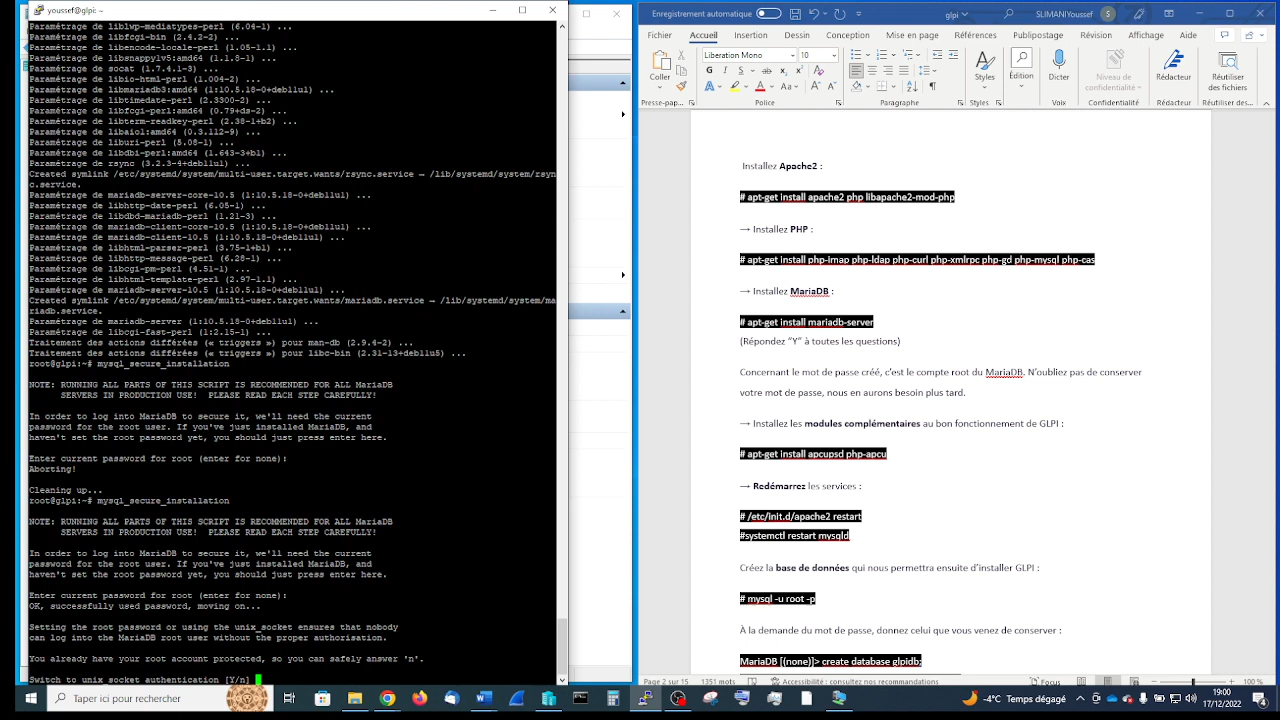 youssef@glpi: ~
Paramétrage de liblwp-mediatypes-perl (6.04-1) ...
Paramétrage de libfcgi-bin (2.4.2-2) ...
Paramétrage de libencode-locale-perl (1.05-1.1) ...
Paramétrage de libsnappy1v5:amd64 (1.1.8-1) ...
Paramétrage de socat (1.7.4.1-3) ...
Paramétrage de libio-html-perl (1.004-2) ...
Paramétrage de libmariadb3:amd64 (1:10.5.18-0+deb11u1) ...
Paramétrage de libtimedate-perl (2.3300-2) ...
Paramétrage de libfcgi-perl:amd64 (0.79+ds-2) ...
Paramétrage de libterm-readkey-perl (2.38-1+b2) ...
Paramétrage de libaio1:amd64 (0.3.112-9) ...
Paramétrage de liburi-perl (5.08-1) ...
Paramétrage de libdbi-perl:amd64 (1.643-3+b1) ...
Paramétrage de rsync (3.2.3-4+deb11u1) ...
Created symlink /etc/systemd/system/multi-user.target.wants/rsync.service → /lib/systemd/system/rsyn
c.service.
Paramétrage de mariadb-server-core-10.5 (1:10.5.18-0+deb11u1) ...
Paramétrage de libhttp-date-perl (6.05-1) ...
Paramétrage de libdbd-mariadb-perl (1.21-3) ...
Paramétrage de mariadb-client-core-10.5 (1:10.5.18-0+deb11u1) ...
Paramétrage de mariadb-client-10.5 (1:10.5.18-0+deb11u1) ...
Paramétrage de libhtml-parser-perl (3.75-1+b1) ...
Paramétrage de libhttp-message-perl (6.28-1) ...
Paramétrage de libcgi-pm-perl (4.51-1) ...
Paramétrage de libhtml-template-perl (2.97-1.1) ...
Paramétrage de mariadb-server-10.5 (1:10.5.18-0+deb11u1) ...
Created symlink /etc/systemd/system/multi-user.target.wants/mariadb.service → /lib/systemd/system/ma
riadb.service.
Paramétrage de mariadb-server (1:10.5.18-0+deb11u1) ...
Paramétrage de libcgi-fast-perl (1:2.15-1) ...
Traitement des actions différées (« triggers ») pour man-db (2.9.4-2) ...
Traitement des actions différées (« triggers ») pour libc-bin (2.31-13+deb11u5) ...
root@glpi:~# mysql_secure_installation
NOTE: RUNNING ALL PARTS OF THIS SCRIPT IS RECOMMENDED FOR ALL MariaDB
SERVERS IN PRODUCTION USE! PLEASE READ EACH STEP CAREFULLY!
In order to log into MariaDB to secure it, we'll need the current
password for the root user. If you've just installed MariaDB, and
haven't set the root password yet, you should just press enter here.
Enter current password for root (enter for none):
Aborting!
Cleaning up...
root@glpi:~# mysql_secure_installation
NOTE: RUNNING ALL PARTS OF THIS SCRIPT IS RECOMMENDED FOR ALL MariaDB
SERVERS IN PRODUCTION USE! PLEASE READ EACH STEP CAREFULLY!
In order to log into MariaDB to secure it, we'll need the current
password for the root user. If you've just installed MariaDB, and
haven't set the root password yet, you should just press enter here.
Enter current password for root (enter for none):
OK, successfully used password, moving on...
Setting the root password or using the unix_socket ensures that nobody
can log into the MariaDB root user without the proper authorisation.
You already have your root account protected, so you can safely answer 'n'.
Switch to unix_socket authentication [Y/n]
Enregistrement automatique glpi SLIMANIYoussef S
Fichier Accueil Insertion Dessin Conception Mise en page Références Publipostage Révision Affichage Aide
Coller Liberation Mono 10 Styles Édition Dicter Niveau de confidentialité Rédacteur Réutiliser des...
G I S ab x₂ x²
Presse-pap... Police Paragraphe Styles Voix Confidentialité Rédacteur Réutiliser des...
Installez Apache2 :
# apt-get install apache2 php libapache2-mod-php
→ Installez PHP :
# apt-get install php-imap php-ldap php-curl php-xmlrpc php-gd php-mysql php-cas
→ Installez MariaDB :
# apt-get install mariadb-server
(Répondez “Y” à toutes les questions)
Concernant le mot de passe créé, c’est le compte root du MariaDB. N’oubliez pas de conserver
votre mot de passe, nous en aurons besoin plus tard.
→ Installez les modules complémentaires au bon fonctionnement de GLPI :
# apt-get install apcupsd php-apcu
→ Redémarrez les services :
# /etc/init.d/apache2 restart
#systemctl restart mysqld
Créez la base de données qui nous permettra ensuite d’installer GLPI :
# mysql -u root -p
À la demande du mot de passe, donnez celui que vous venez de conserver :
MariaDB [(none)]> create database glpidb;
Page 2 sur 15 1351 mots Accessibilité : consultez nos recommandations Focus 100 %
Taper ici pour rechercher -4°C Temps dégagé 19:00
17/12/2022